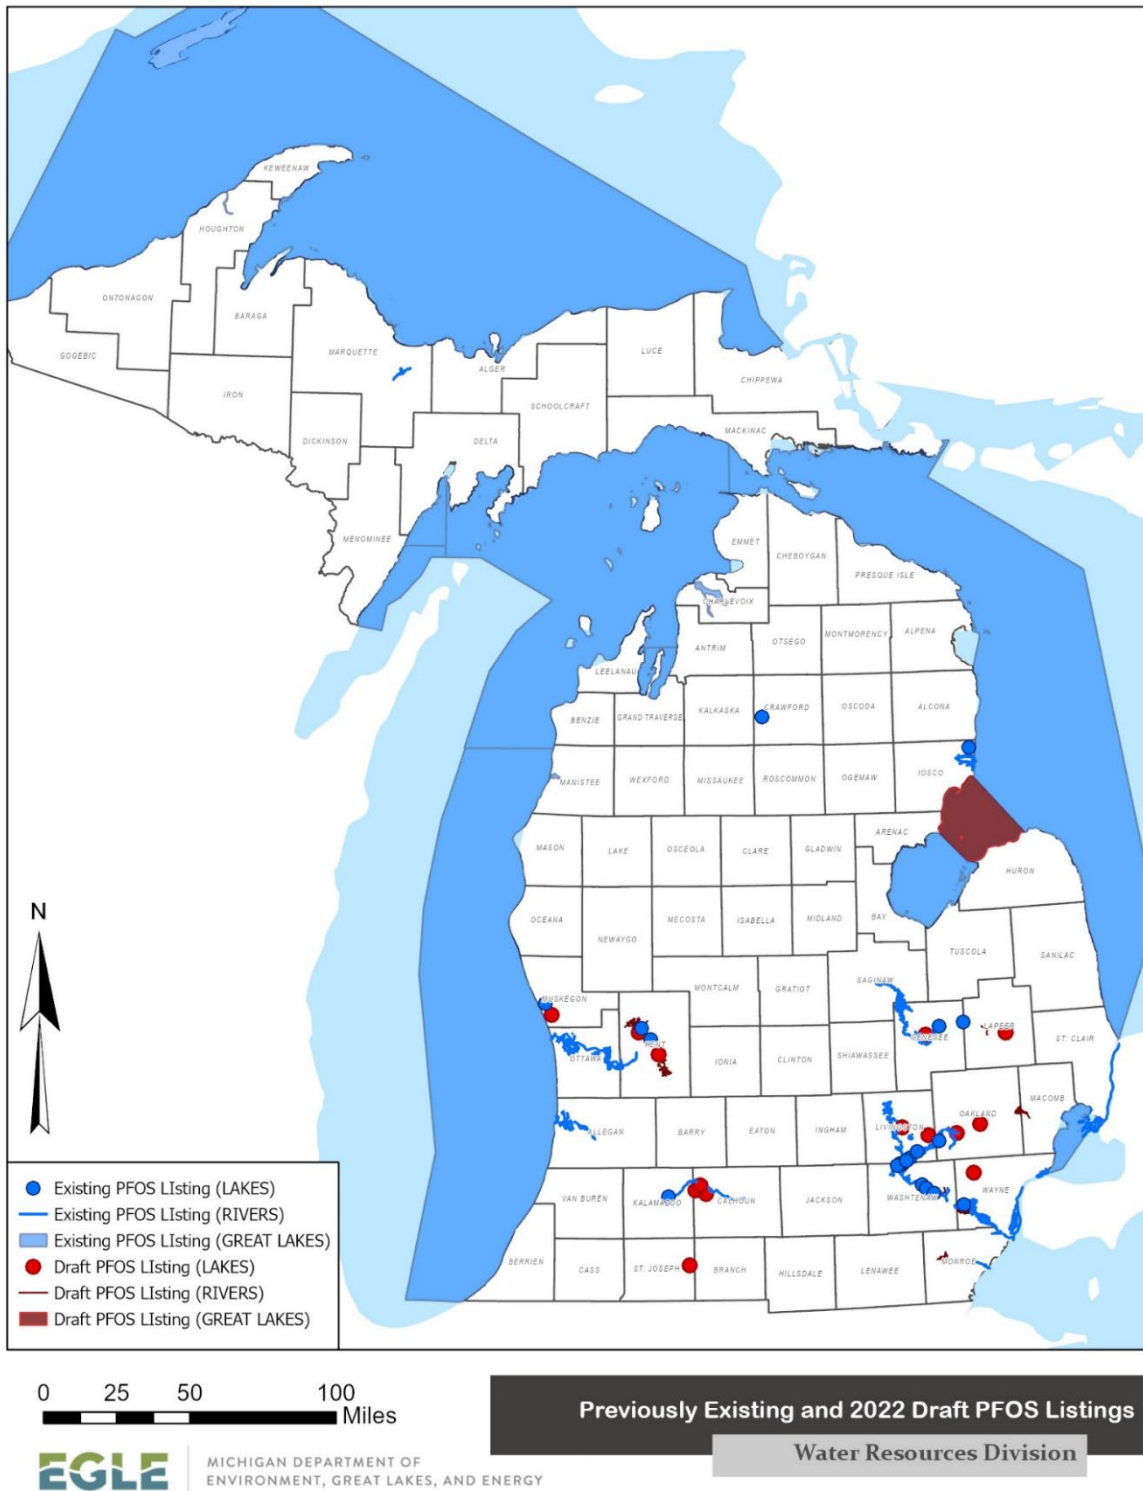 KEWEENAW
HOUGHTON
ONTONAGON
BARAGA
GOGEBIC
MARQUETTE
LUCE
ALGER
CHIPPEWA
IRON
SCHOOLCRAFT
MACKINAC
DICKINSON
DELTA
MENOMINEE
EMMET
CHEBOYGAN
PRESQUE ISLE
CHARLEVOIX
OTSEGO
MONTMORENCY
ALPENA
ANTRIM
LEELANAU
KALKASKA
CRAWFORD
OSCODA
ALCONA
BENZIE
GRAND TRAVERSE
MANISTEE
WEXFORD
MISSAUKEE
ROSCOMMON
OGEMAW
IOSCO
ARENAC
MASON
LAKE
OSCEOLA
CLARE
GLADWIN
HURON
OCEANA
NEWAYGO
MECOSTA
ISABELLA
MIDLAND
BAY
N
TUSCOLA
SANILAC
SAGINAW
MUSKEGON
MONTCALM
GRATIOT
GENESEE
LAPEER
ST. CLAIR
OTTAWA
KENT
IONIA
CLINTON
SHIAWASSEE
MACOMB
OAKLAND
LIVINGSTON
ALLEGAN
BARRY
EATON
INGHAM
VAN BUREN
KALAMAZOO
CALHOUN
JACKSON
WASHTENAW
WAYNE
BERRIEN
CASS
ST. JOSEPH
BRANCH
HILLSDALE
LENAWEE
MONROE
Existing PFOS LIsting (LAKES)
Existing PFOS LIsting (RIVERS)
Existing PFOS LIsting (GREAT LAKES)
Draft PFOS LIsting (LAKES)
Draft PFOS LIsting (RIVERS)
Draft PFOS LIsting (GREAT LAKES)
0 25 50 100
Miles
Previously Existing and 2022 Draft PFOS Listings
Water Resources Division
EGLE
MICHIGAN DEPARTMENT OF
ENVIRONMENT, GREAT LAKES, AND ENERGY